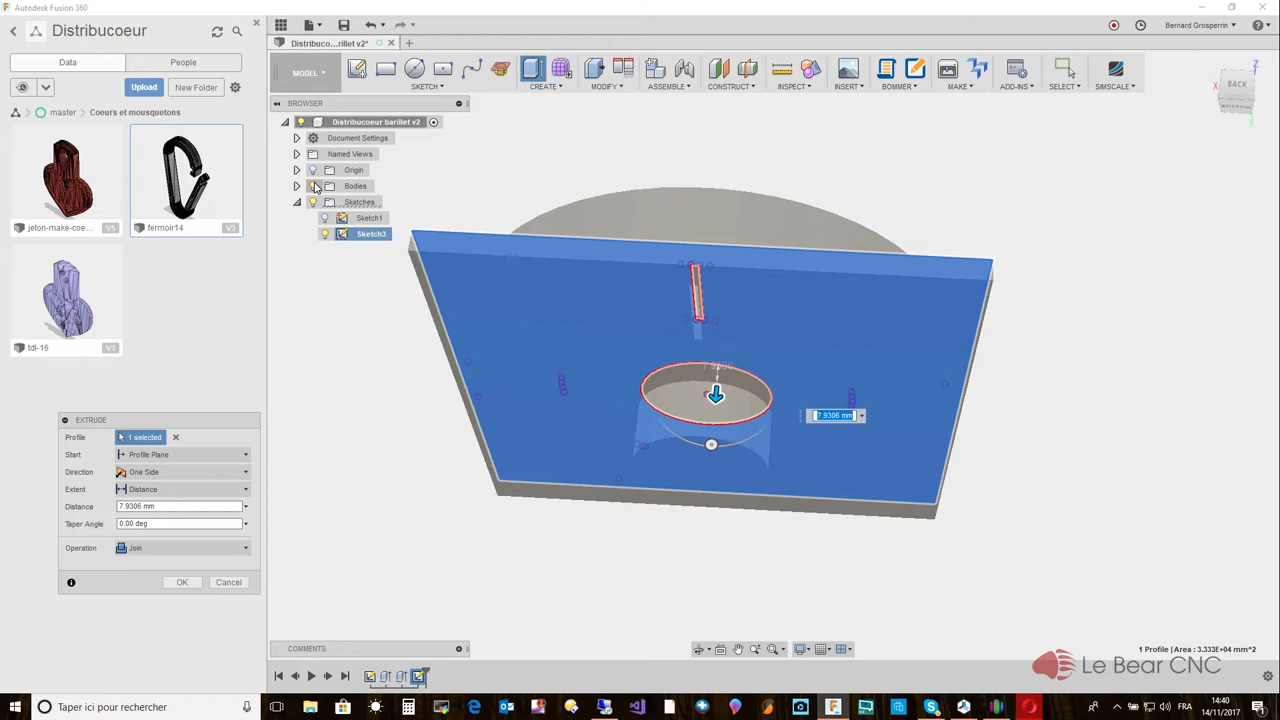 Autodesk Fusion 360
Distribucoeur
Data
People
Upload
New Folder
master
Coeurs et mousquetons
jeton-make-coe...
V5
fermoir14
V3
tdl-16
V1
Bernard Grosperrin
Distribuco...rillet v2*
MODEL
SKETCH
CREATE
MODIFY
ASSEMBLE
CONSTRUCT
INSPECT
INSERT
BOMMER
MAKE
ADD-INS
SELECT
SIMSCALE
BROWSER
Distribucoeur barillet v2
Document Settings
Named Views
Origin
Bodies
Sketches
Sketch1
Sketch3
BACK
BOTTOM
X
Z
7.9306 mm
EXTRUDE
Profile
1 selected
Start
Profile Plane
Direction
One Side
Extent
Distance
Distance
7.9306 mm
Taper Angle
0.00 deg
Operation
Join
OK
Cancel
COMMENTS
1 Profile | Area : 3.333E+04 mm^2
Le Bear CNC
Taper ici pour rechercher
FRA
14:40
14/11/2017